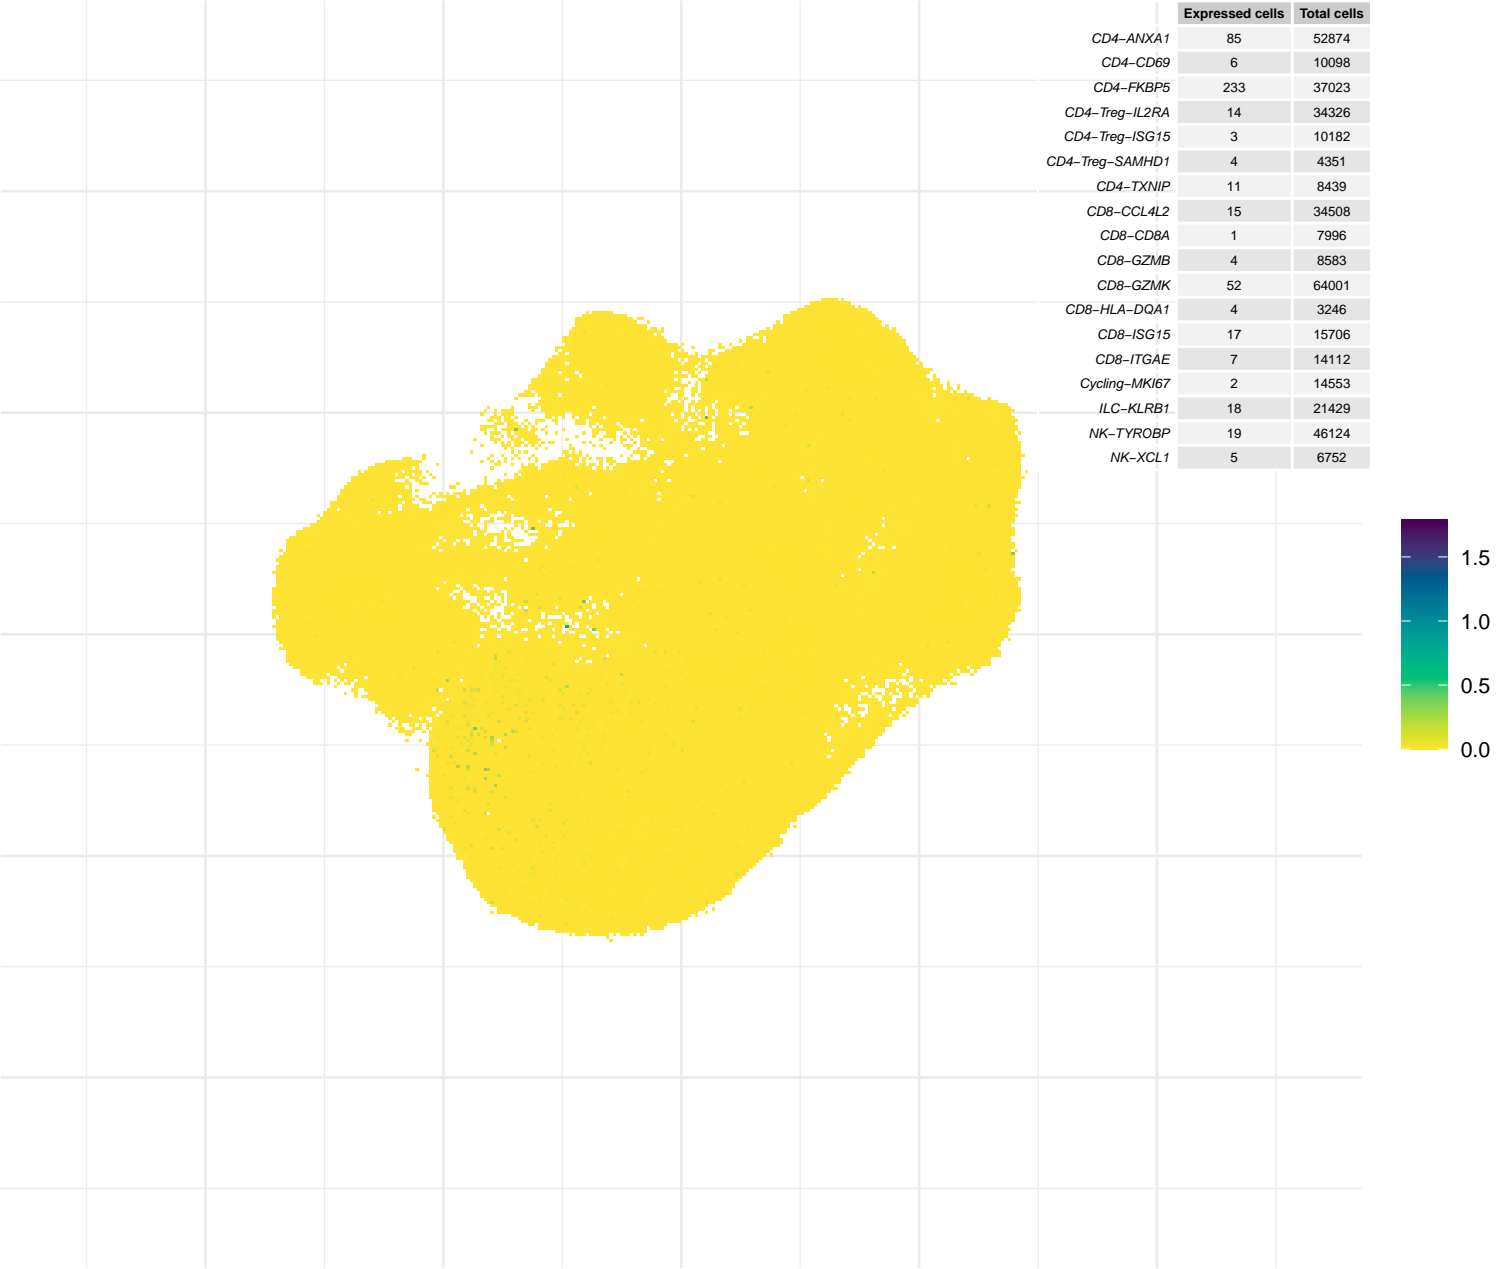 Expressed cells Total cells
CD4−ANXA1 85 52874
CD4−CD69 6 10098
CD4−FKBP5 233 37023
CD4−Treg−IL2RA 14 34326
CD4−Treg−ISG15 3 10182
CD4−Treg−SAMHD1 4 4351
CD4−TXNIP 11 8439
CD8−CCL4L2 15 34508
CD8−CD8A 1 7996
CD8−GZMB 4 8583
CD8−GZMK 52 64001
CD8−HLA−DQA1 4 3246
CD8−ISG15 17 15706
CD8−ITGAE 7 14112
Cycling−MKI67 2 14553
ILC−KLRB1 18 21429
NK−TYROBP 19 46124
NK−XCL1 5 6752
1.5
1.0
0.5
0.0